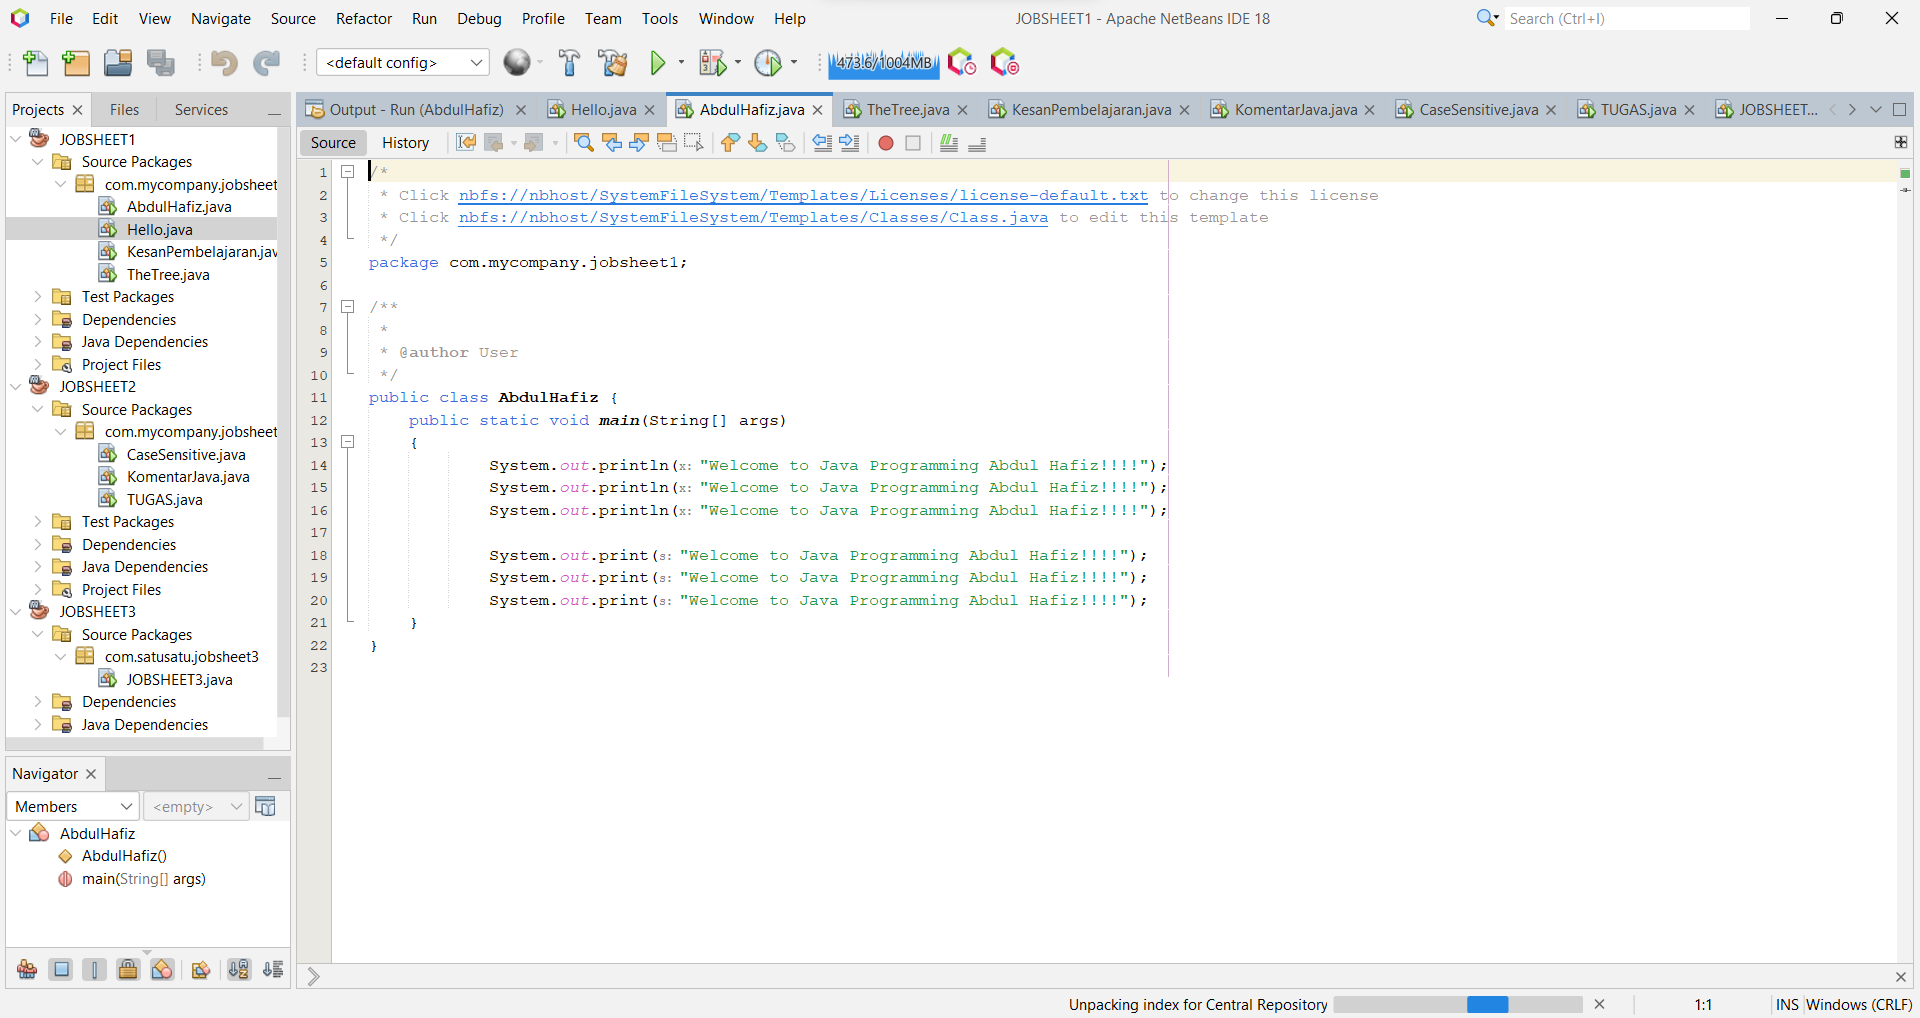 File Edit View Navigate Source Refactor Run Debug Profile Team Tools Window Help
JOBSHEET1 - Apache NetBeans IDE 18
Search (Ctrl+I)
<default config>
473.6/1004MB
Projects Files Services
Output - Run (AbdulHafiz) Hello.java AbdulHafiz.java TheTree.java KesanPembelajaran.java KomentarJava.java CaseSensitive.java TUGAS.java JOBSHEET...
JOBSHEET1
Source Packages
com.mycompany.jobsheet
AbdulHafiz.java
Hello.java
KesanPembelajaran.jav
TheTree.java
Test Packages
Dependencies
Java Dependencies
Project Files
JOBSHEET2
Source Packages
com.mycompany.jobsheet
CaseSensitive.java
KomentarJava.java
TUGAS.java
Test Packages
Dependencies
Java Dependencies
Project Files
JOBSHEET3
Source Packages
com.satusatu.jobsheet3
JOBSHEET3.java
Dependencies
Java Dependencies
Navigator
Members <empty>
AbdulHafiz
AbdulHafiz()
main(String[] args)
Source History
1 /*
2 * Click nbfs://nbhost/SystemFileSystem/Templates/Licenses/license-default.txt to change this license
3 * Click nbfs://nbhost/SystemFileSystem/Templates/Classes/Class.java to edit this template
4 */
5 package com.mycompany.jobsheet1;
6
7 /**
8 *
9 * @author User
10 */
11 public class AbdulHafiz {
12 public static void main(String[] args)
13 {
14 System.out.println(x: "Welcome to Java Programming Abdul Hafiz!!!!");
15 System.out.println(x: "Welcome to Java Programming Abdul Hafiz!!!!");
16 System.out.println(x: "Welcome to Java Programming Abdul Hafiz!!!!");
17
18 System.out.print(s: "Welcome to Java Programming Abdul Hafiz!!!!");
19 System.out.print(s: "Welcome to Java Programming Abdul Hafiz!!!!");
20 System.out.print(s: "Welcome to Java Programming Abdul Hafiz!!!!");
21 }
22 }
23
Unpacking index for Central Repository
1:1
INS Windows (CRLF)